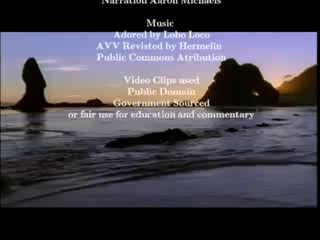 Narration Aaron Michaels
Music
Adored by Lobo Loco
AVV Revisted by Hermelin
Public Commons Atribution
Video Clips used
Public Domain
Government Sourced
or fair use for education and commentary